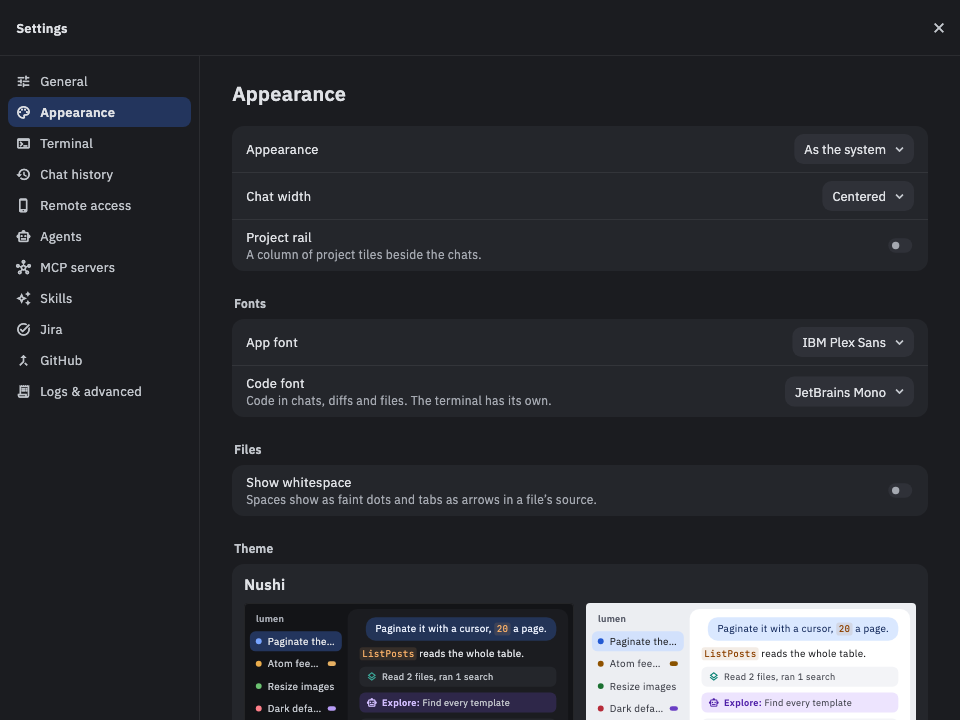 Settings
General
Appearance
Terminal
Chat history
Remote access
Agents
MCP servers
Skills
Jira
GitHub
Logs & advanced
Appearance
Appearance
As the system
Chat width
Centered
Project rail
A column of project tiles beside the chats.
Fonts
App font
IBM Plex Sans
Code font
Code in chats, diffs and files. The terminal has its own.
JetBrains Mono
Files
Show whitespace
Spaces show as faint dots and tabs as arrows in a file's source.
Theme
Nushi
lumen
Paginate the...
Atom fee...
Resize images
Dark defa...
Paginate it with a cursor, 20 a page.
ListPosts reads the whole table.
Read 2 files, ran 1 search
Explore: Find every template
lumen
Paginate the...
Atom fee...
Resize images
Dark defa...
Paginate it with a cursor, 20 a page.
ListPosts reads the whole table.
Read 2 files, ran 1 search
Explore: Find every template